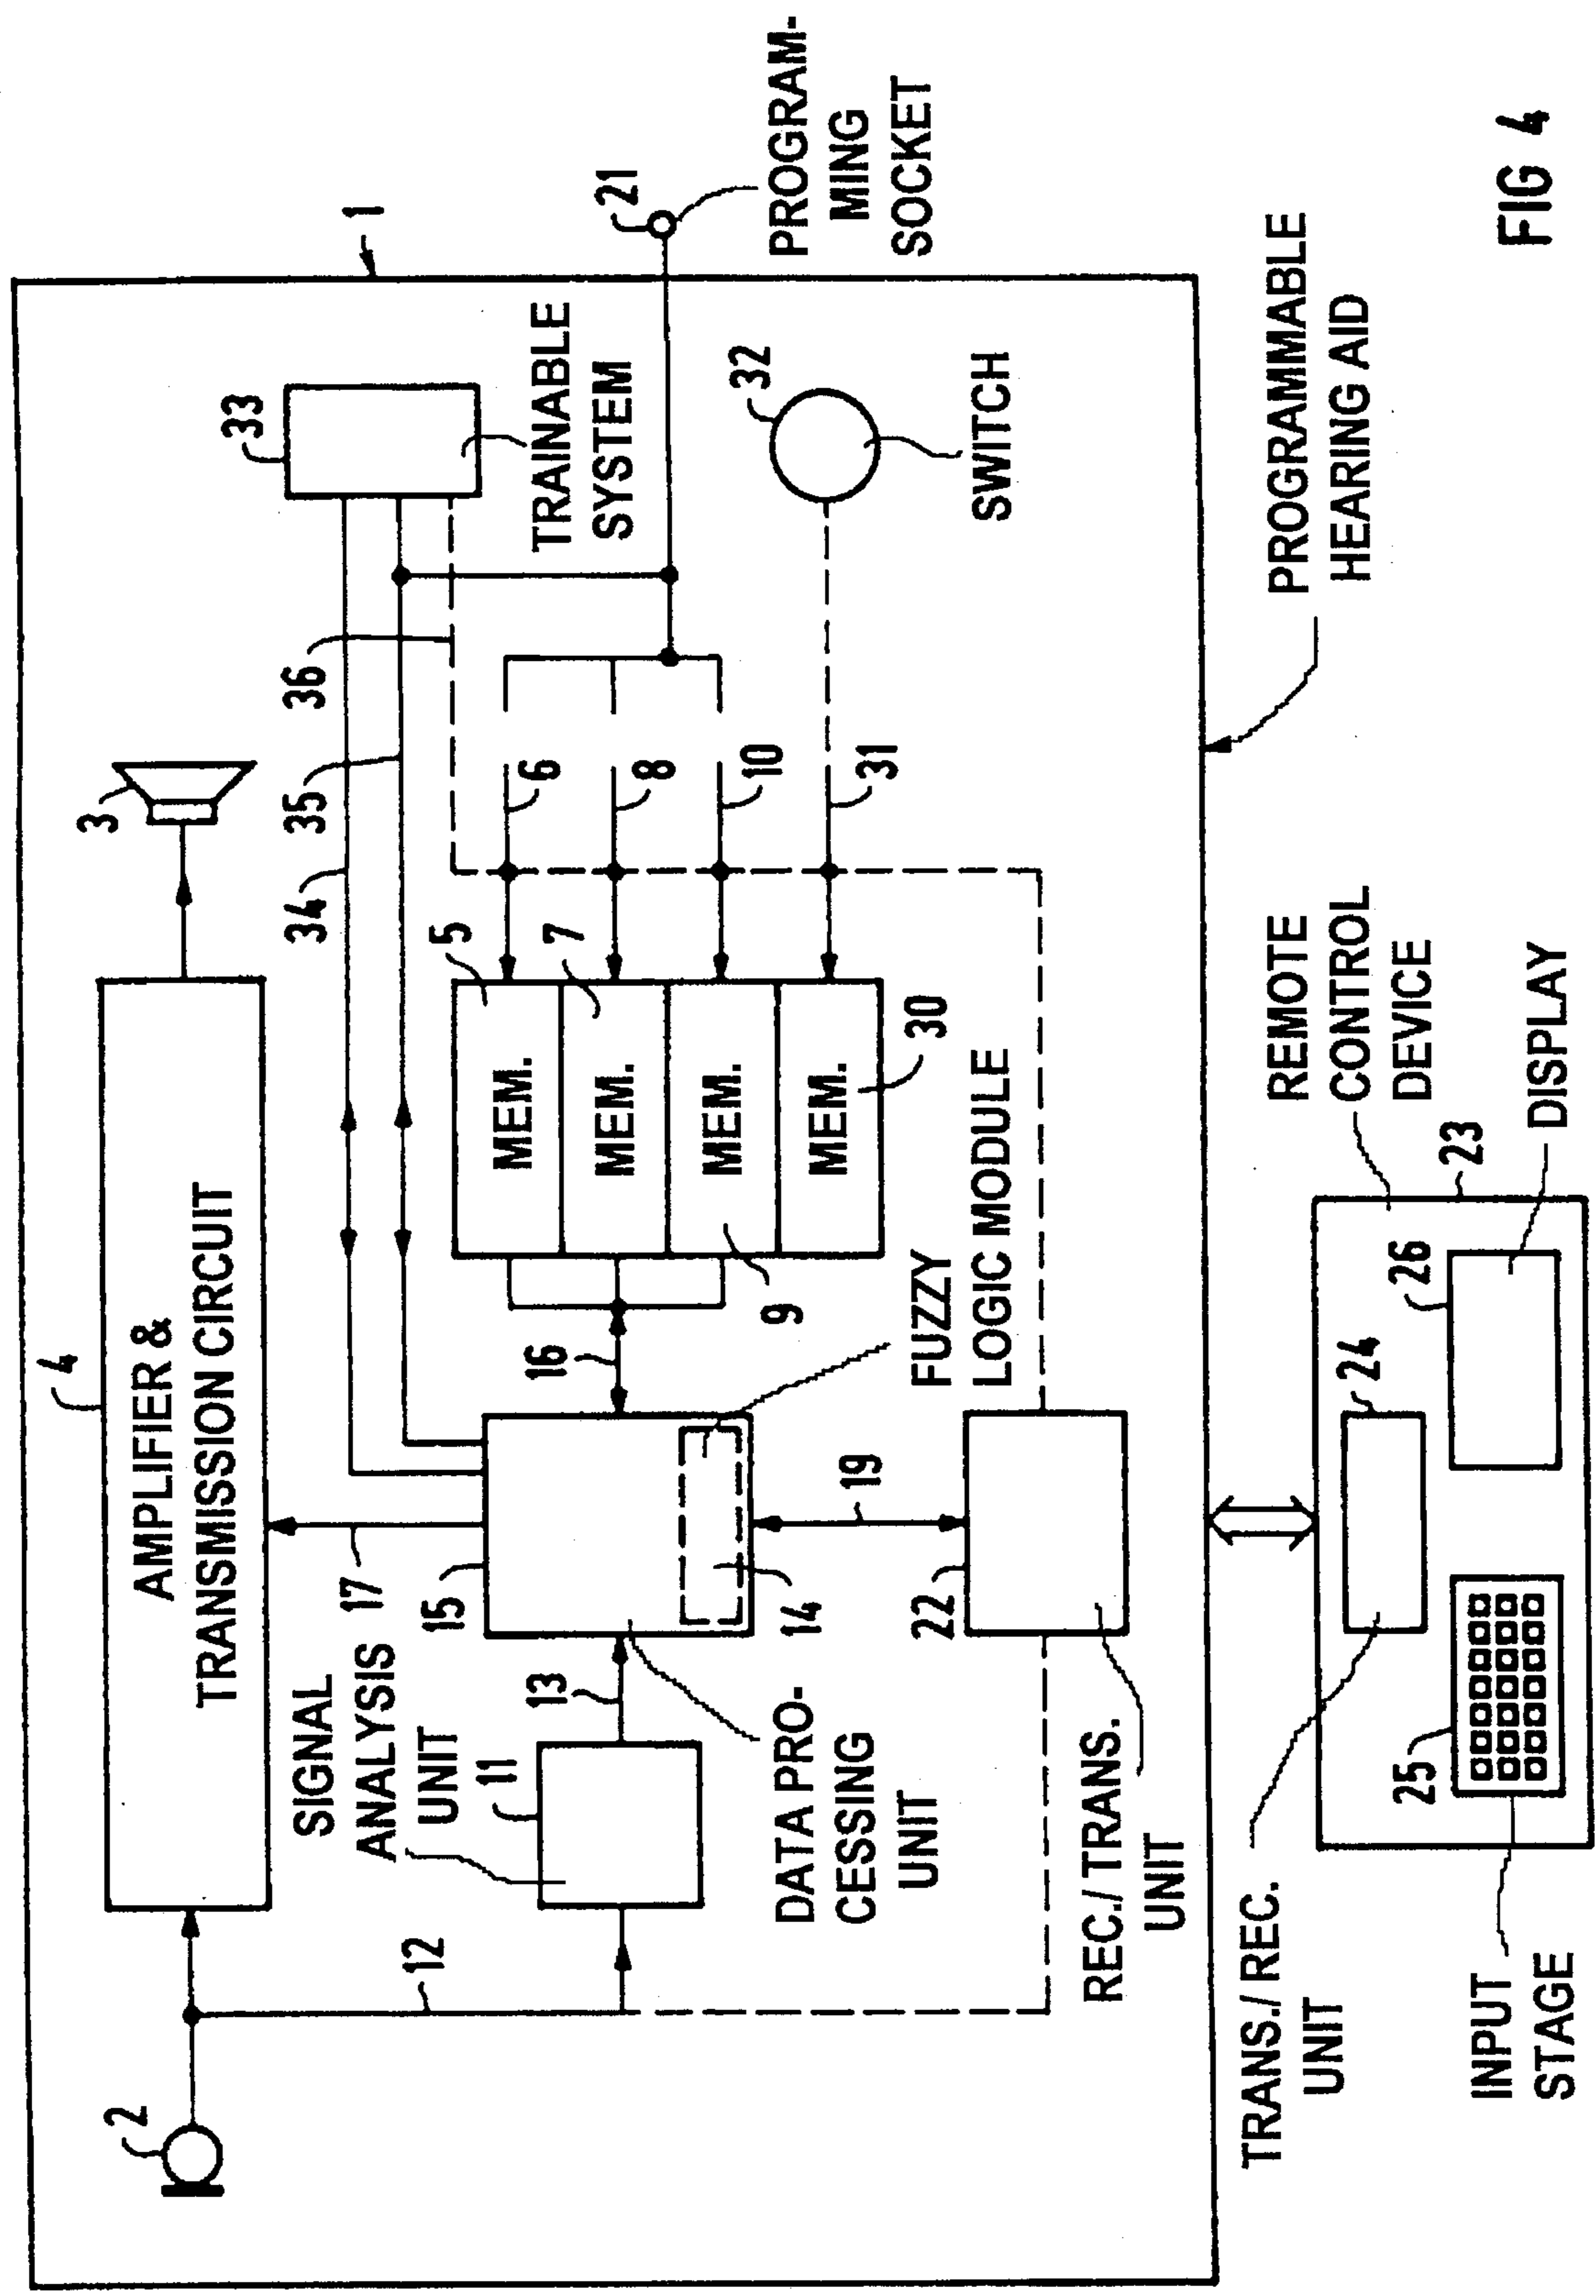 1
PROGRAM-
MING
SOCKET
21
33
TRAINABLE
SYSTEM
32
SWITCH
PROGRAMMABLE
HEARING AID
FIG 4
3
34
35
36
6
8
10
31
5
7
MEM.
MEM.
MEM.
MEM.
9
30
4
AMPLIFIER &
TRANSMISSION CIRCUIT
16
FUZZY
LOGIC MODULE
17
15
14
19
22
SIGNAL
ANALYSIS
UNIT
11
13
DATA PRO-
CESSING
UNIT
REC./TRANS.
UNIT
2
12
REMOTE
CONTROL
DEVICE
23
DISPLAY
26
24
25
TRANS./REC.
UNIT
INPUT
STAGE